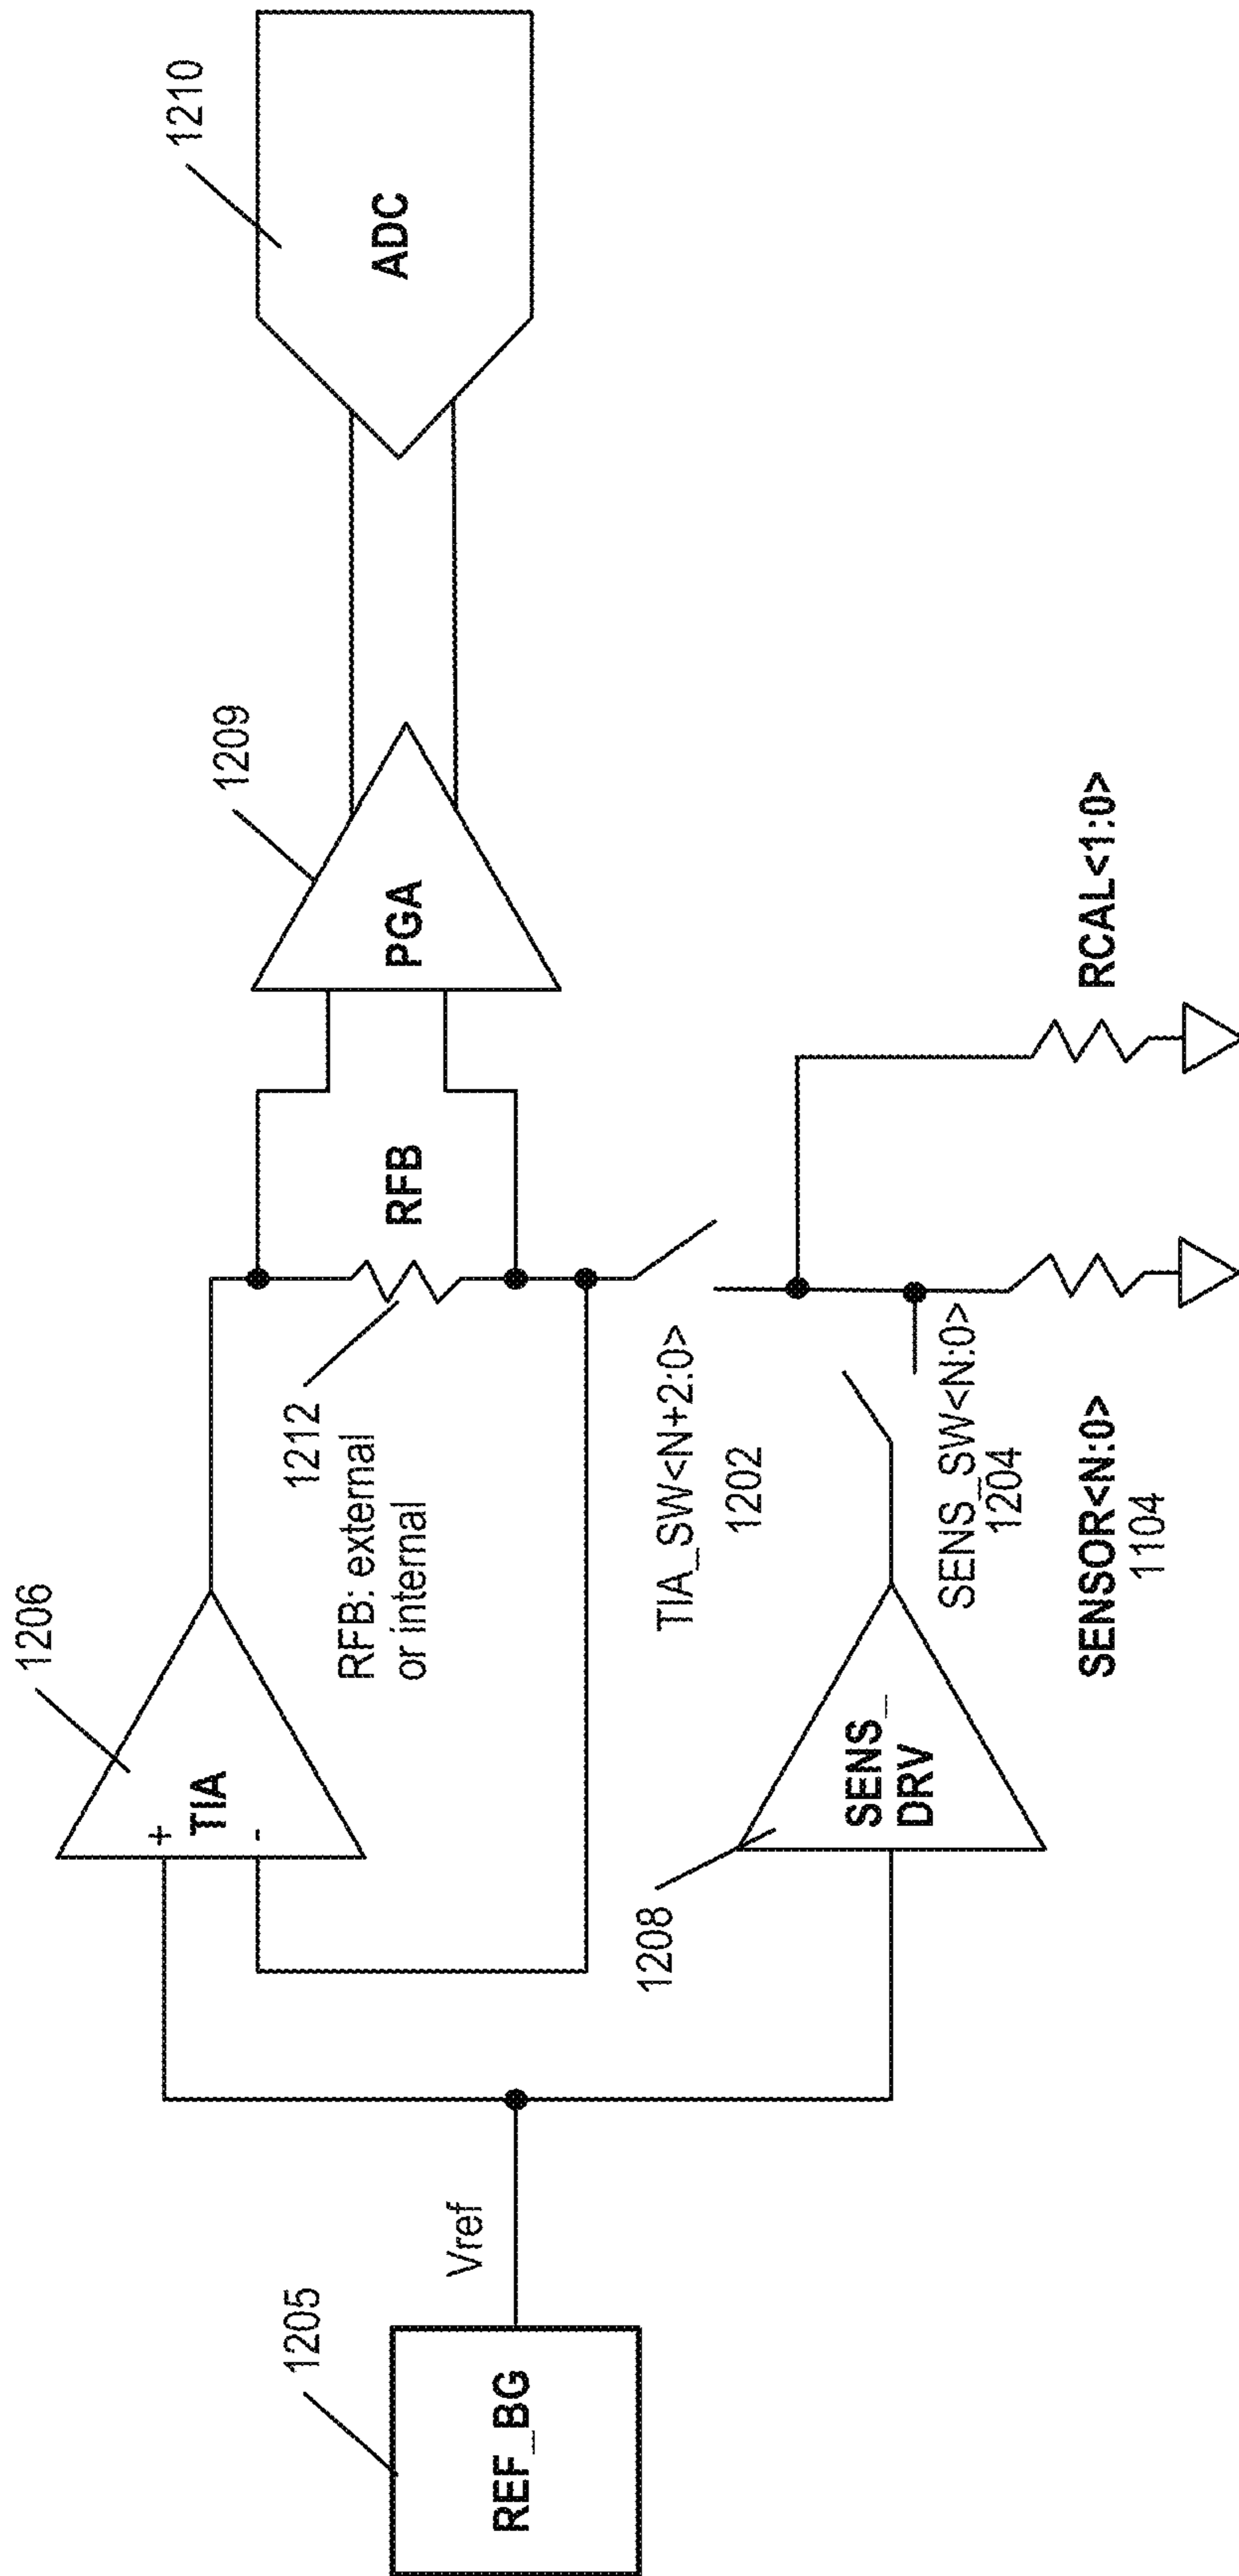 1205
REF_BG
Vref
1206
TIA
+
-
1212
RFB: external
or internal
RFB
1209
PGA
1210
ADC
1208
SENS_
DRV
TIA_SW<N+2:0>
1202
SENS_SW<N:0>
1204
SENSOR<N:0>
1104
RCAL<1:0>